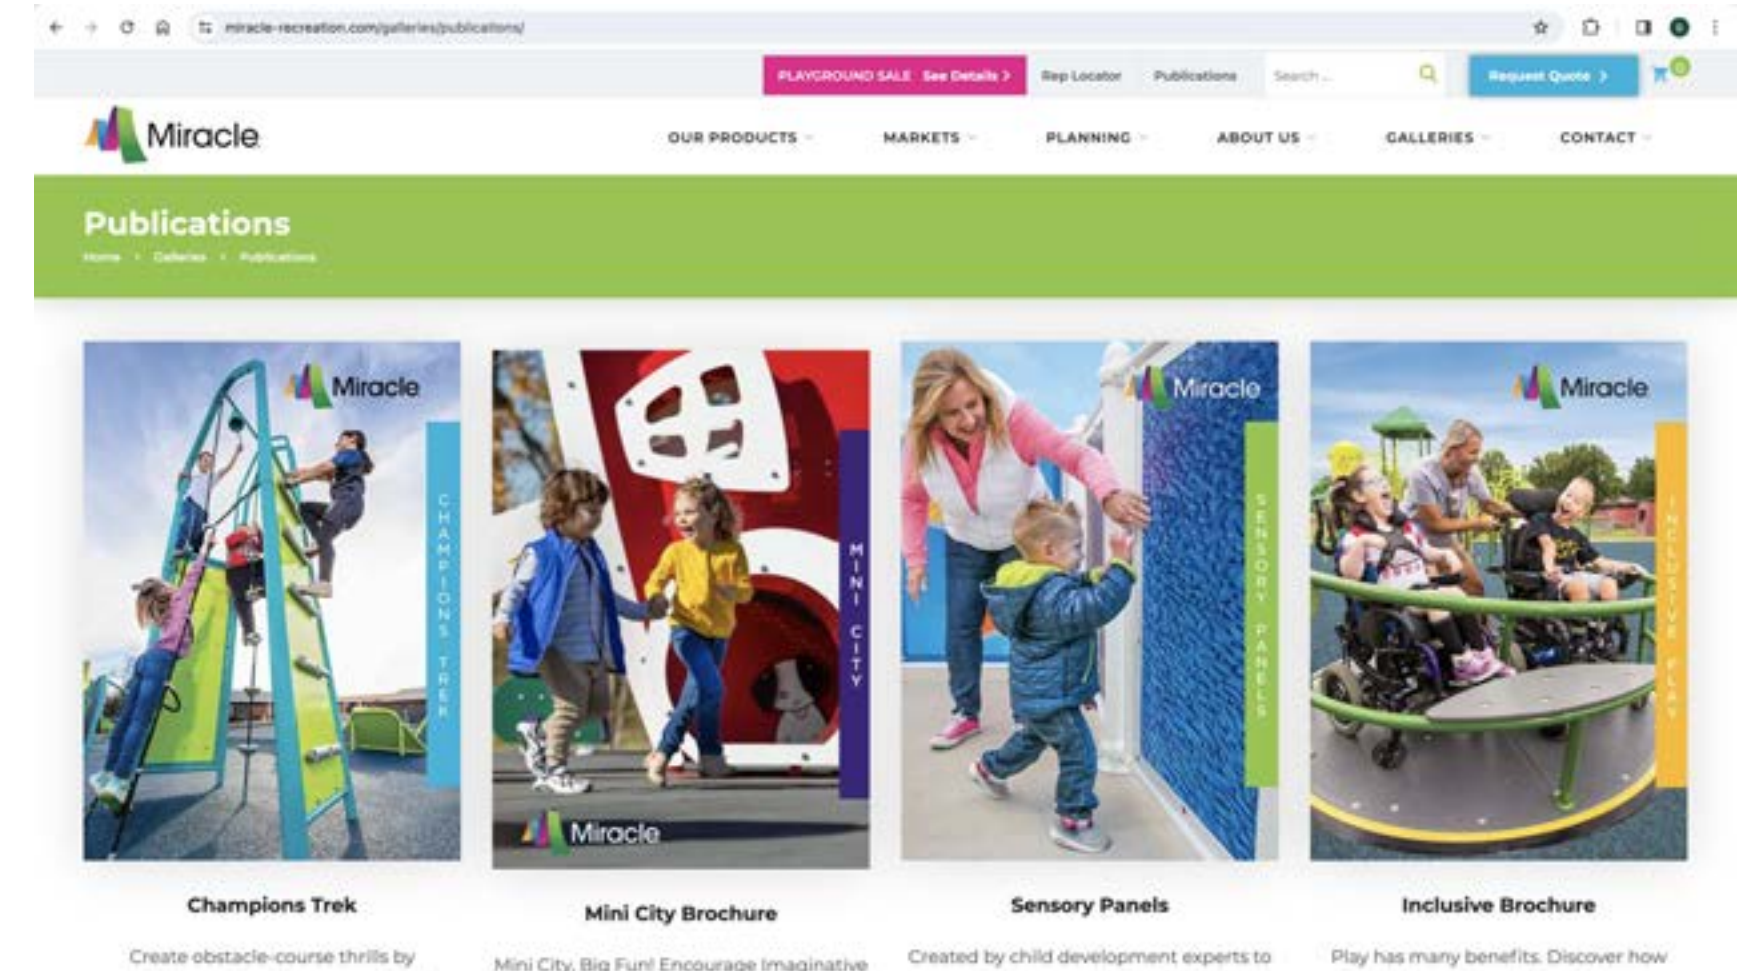 miracle-recreation.com/galleries/publications/
PLAYGROUND SALE See Details >
Rep Locator
Publications
Search ...
Request Quote >
0
Miracle
OUR PRODUCTS
MARKETS
PLANNING
ABOUT US
GALLERIES
CONTACT
Publications
Home > Galleries > Publications
Miracle
CHAMPIONS TREK
MINI CITY
Miracle
Miracle
SENSORY PANELS
Miracle
INCLUSIVE PLAY
Champions Trek
Mini City Brochure
Sensory Panels
Inclusive Brochure
Create obstacle-course thrills by
Mini City, Big Fun! Encourage Imaginative
Created by child development experts to
Play has many benefits. Discover how